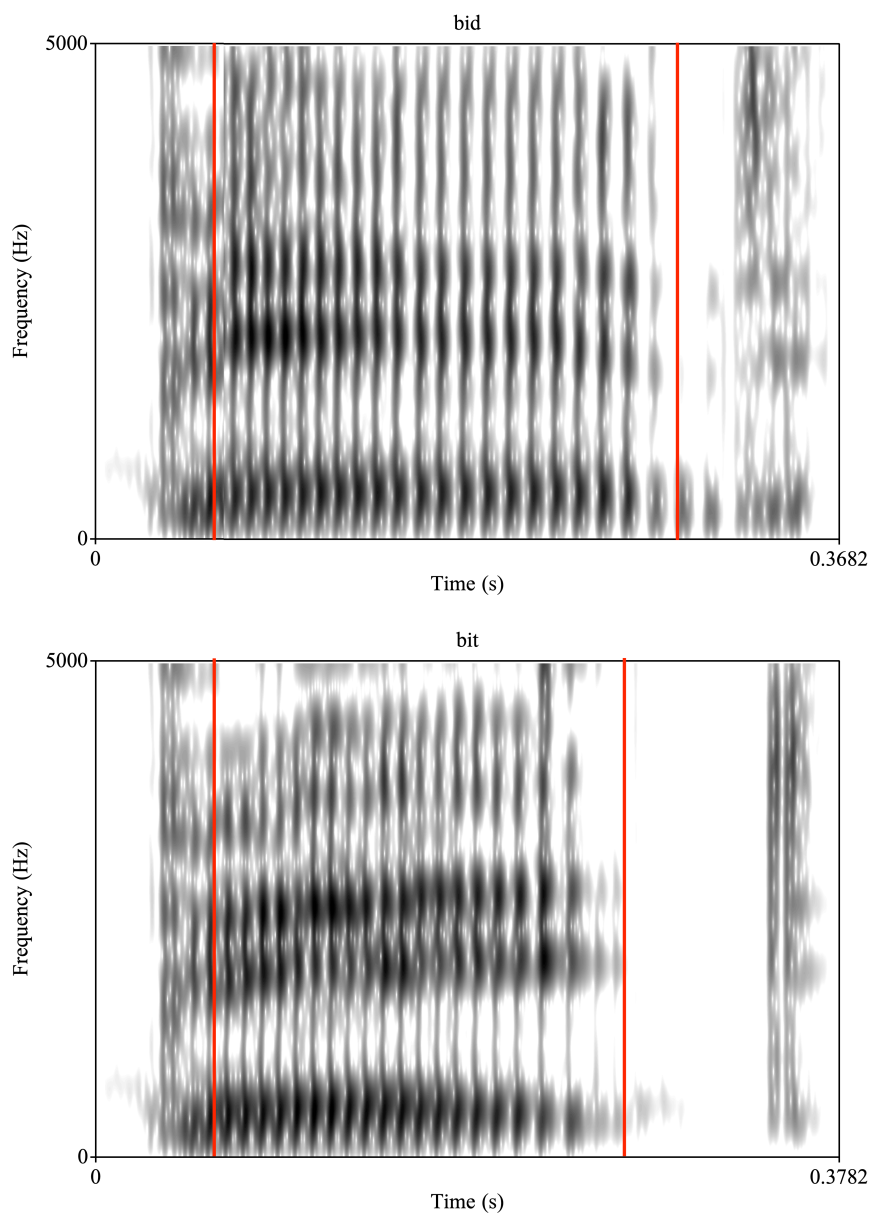 bid
5000
Frequency (Hz)
0
0
0.3682
Time (s)
bit
5000
Frequency (Hz)
0
0
0.3782
Time (s)